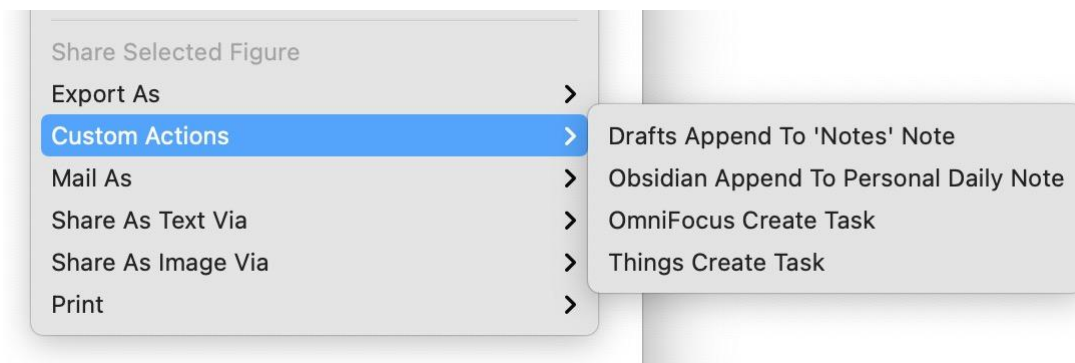 Share Selected Figure
Export As
Custom Actions
Mail As
Share As Text Via
Share As Image Via
Print
Drafts Append To 'Notes' Note
Obsidian Append To Personal Daily Note
OmniFocus Create Task
Things Create Task